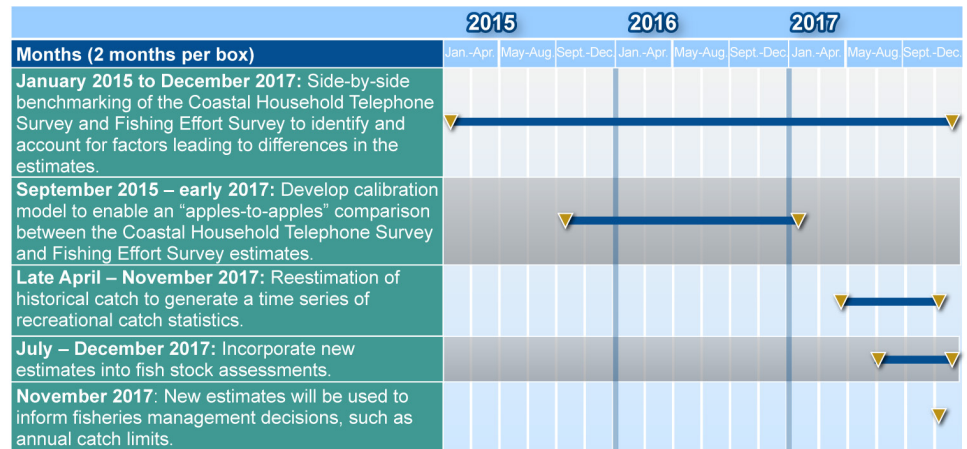 2015 2016 2017
Months (2 months per box) Jan.-Apr. May-Aug. Sept.-Dec. Jan.-Apr. May-Aug. Sept.-Dec. Jan.-Apr. May-Aug. Sept.-Dec.
January 2015 to December 2017: Side-by-side
benchmarking of the Coastal Household Telephone
Survey and Fishing Effort Survey to identify and
account for factors leading to differences in the
estimates.
September 2015 – early 2017: Develop calibration
model to enable an “apples-to-apples” comparison
between the Coastal Household Telephone Survey
and Fishing Effort Survey estimates.
Late April – November 2017: Reestimation of
historical catch to generate a time series of
recreational catch statistics.
July – December 2017: Incorporate new
estimates into fish stock assessments.
November 2017: New estimates will be used to
inform fisheries management decisions, such as
annual catch limits.